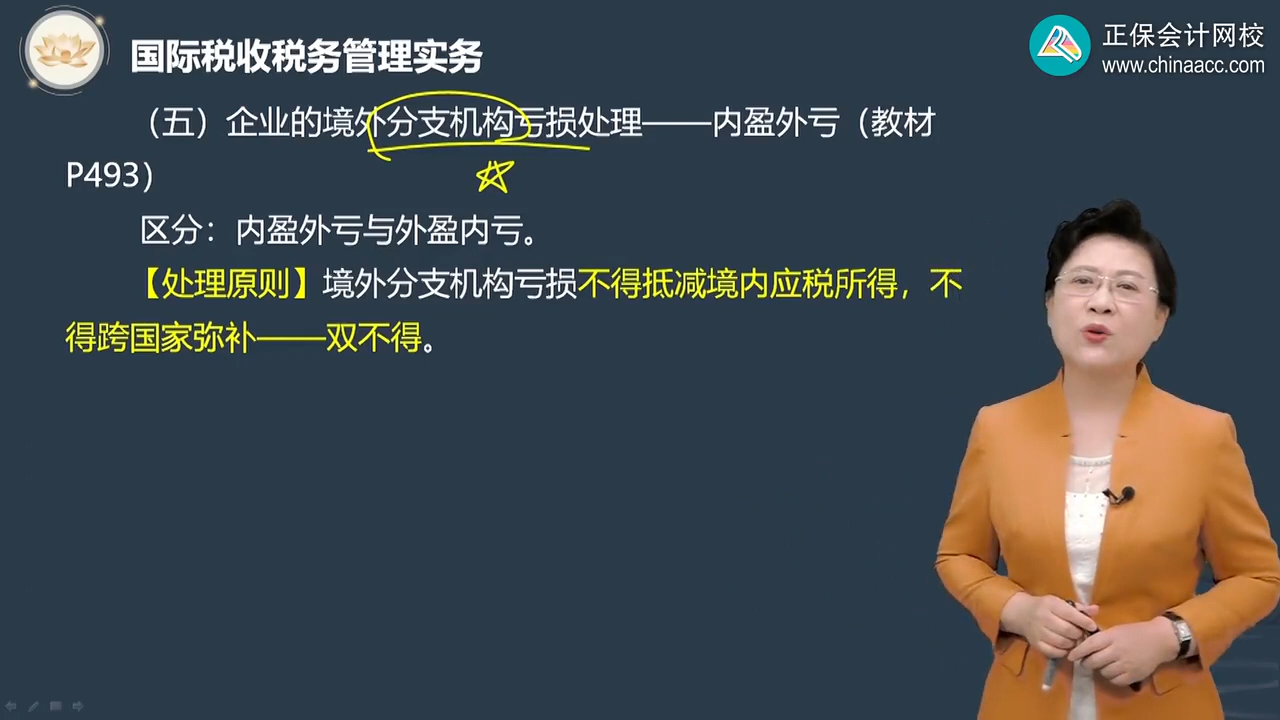 国际税收税务管理实务
正保会计网校
www.chinaacc.com
（五）企业的境外分支机构亏损处理——内盈外亏（教材
P493）
区分：内盈外亏与外盈内亏。
【处理原则】境外分支机构亏损不得抵减境内应税所得，不
得跨国家弥补——双不得。